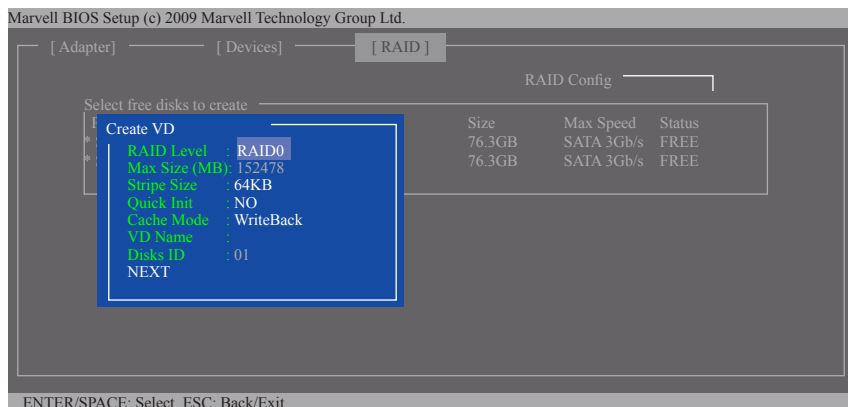 Marvell BIOS Setup (c) 2009 Marvell Technology Group Ltd.
[ Adapter] [ Devices] [ RAID ]
RAID Config
Select free disks to create
Size Max Speed Status
* 76.3GB SATA 3Gb/s FREE
* 76.3GB SATA 3Gb/s FREE
Create VD
RAID Level : RAID0
Max Size (MB): 152478
Stripe Size : 64KB
Quick Init : NO
Cache Mode : WriteBack
VD Name :
Disks ID : 01
NEXT
ENTER/SPACE: Select ESC: Back/Exit